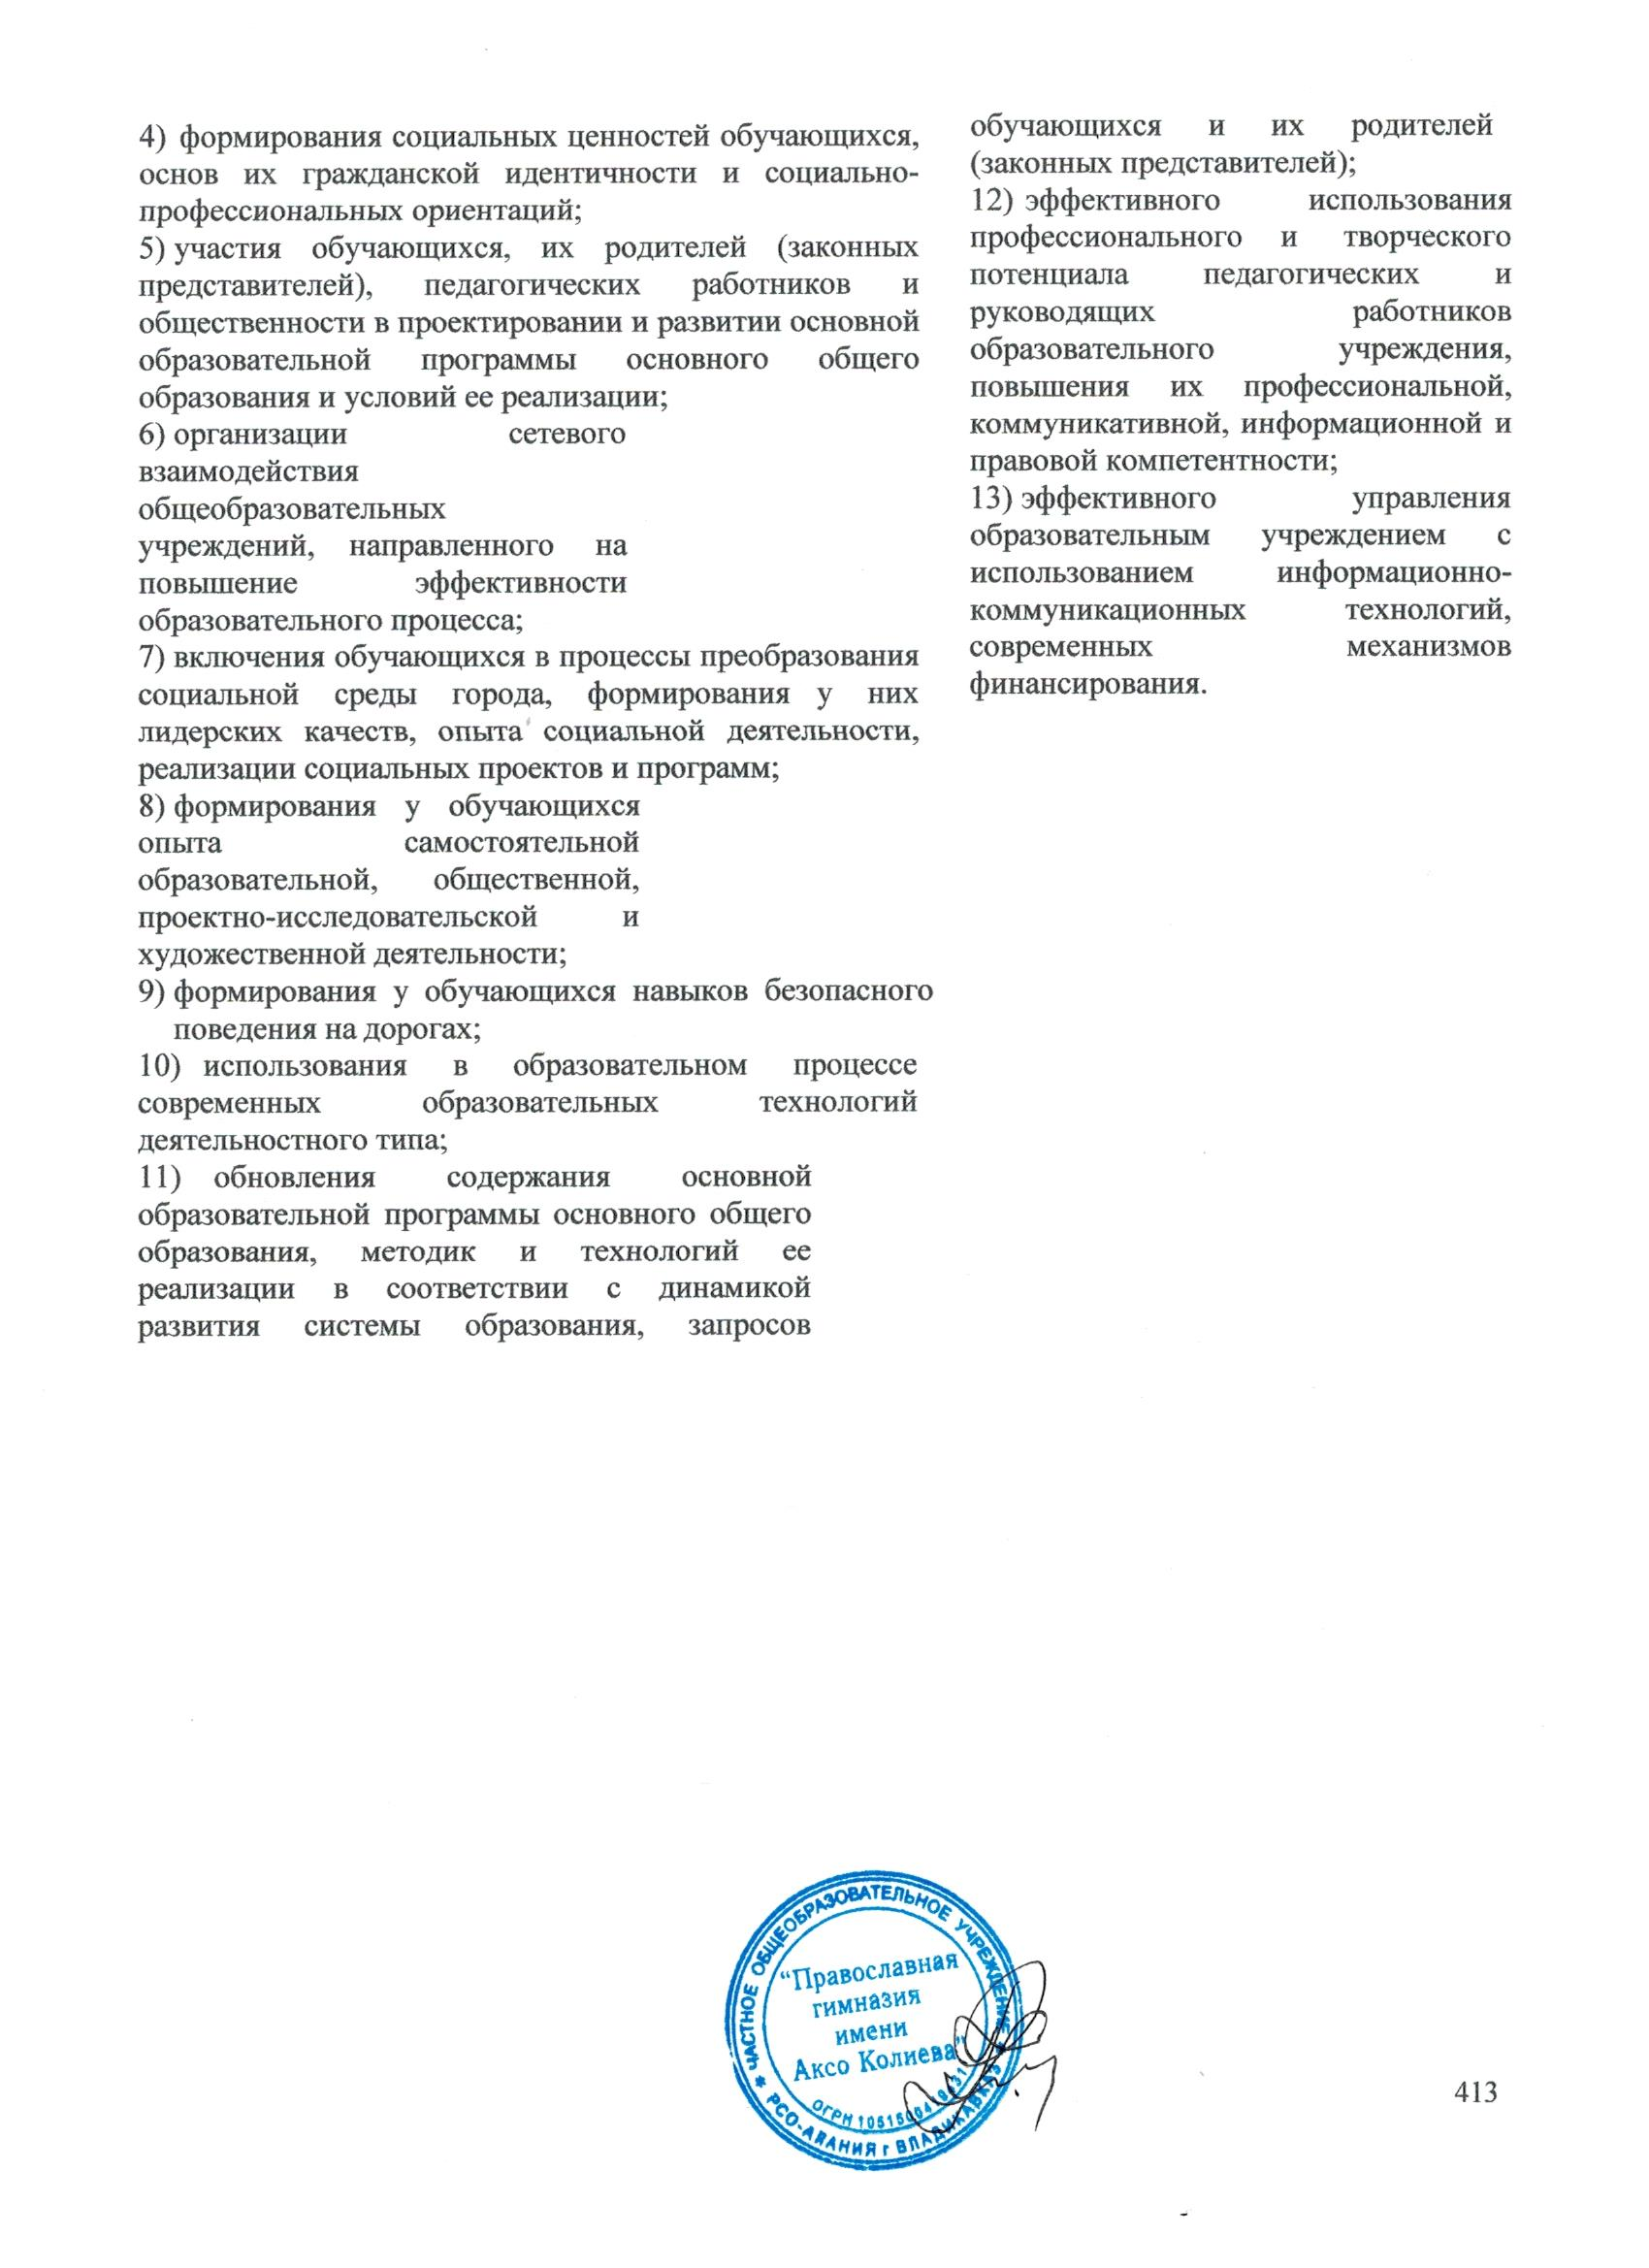 4) формирования социальных ценностей обучающихся,
основ их гражданской идентичности и социально-
профессиональных ориентаций;
5) участия обучающихся, их родителей (законных
представителей), педагогических работников и
общественности в проектировании и развитии основной
образовательной программы основного общего
образования и условий ее реализации;
6) организации сетевого
взаимодействия
общеобразовательных
учреждений, направленного на
повышение эффективности
образовательного процесса;
7) включения обучающихся в процессы преобразования
социальной среды города, формирования у них
лидерских качеств, опыта социальной деятельности,
реализации социальных проектов и программ;
8) формирования у обучающихся
опыта самостоятельной
образовательной, общественной,
проектно-исследовательской и
художественной деятельности;
9) формирования у обучающихся навыков безопасного
поведения на дорогах;
10) использования в образовательном процессе
современных образовательных технологий
деятельностного типа;
11) обновления содержания основной
образовательной программы основного общего
образования, методик и технологий ее
реализации в соответствии с динамикой
развития системы образования, запросов
обучающихся и их родителей
(законных представителей);
12) эффективного использования
профессионального и творческого
потенциала педагогических и
руководящих работников
образовательного учреждения,
повышения их профессиональной,
коммуникативной, информационной и
правовой компетентности;
13) эффективного управления
образовательным учреждением с
использованием информационно-
коммуникационных технологий,
современных механизмов
финансирования.
ЧАСТНОЕ ОБЩЕОБРАЗОВАТЕЛЬНОЕ УЧРЕЖДЕНИЕ
"Православная
гимназия
имени
Аксо Колиева"
ОГРН
РСО-АЛАНИЯ г ВЛАДИКАВКАЗ
413